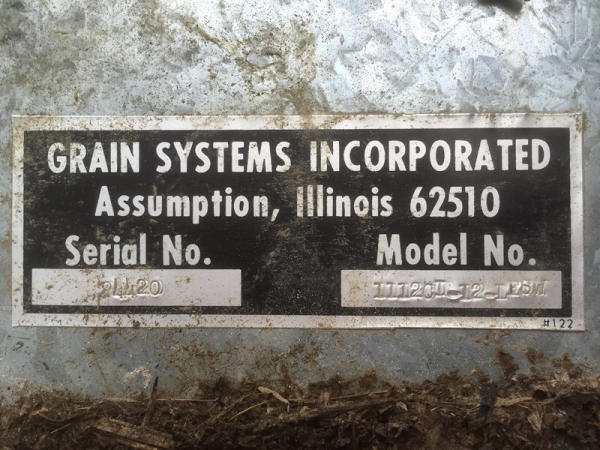 GRAIN SYSTEMS INCORPORATED
Assumption, Illinois 62510
Serial No. Model No.
#122